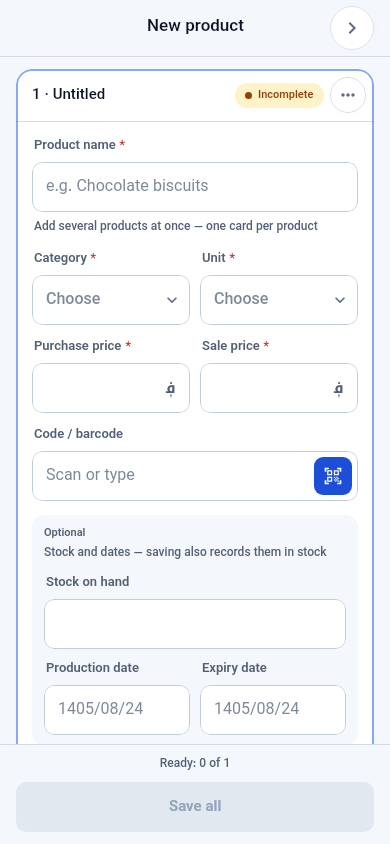 New product
1 · Untitled
Incomplete
Product name *
e.g. Chocolate biscuits
Add several products at once — one card per product
Category *
Unit *
Choose
Choose
Purchase price *
Sale price *
؋
؋
Code / barcode
Scan or type
Optional
Stock and dates — saving also records them in stock
Stock on hand
Production date
Expiry date
1405/08/24
1405/08/24
Ready: 0 of 1
Save all